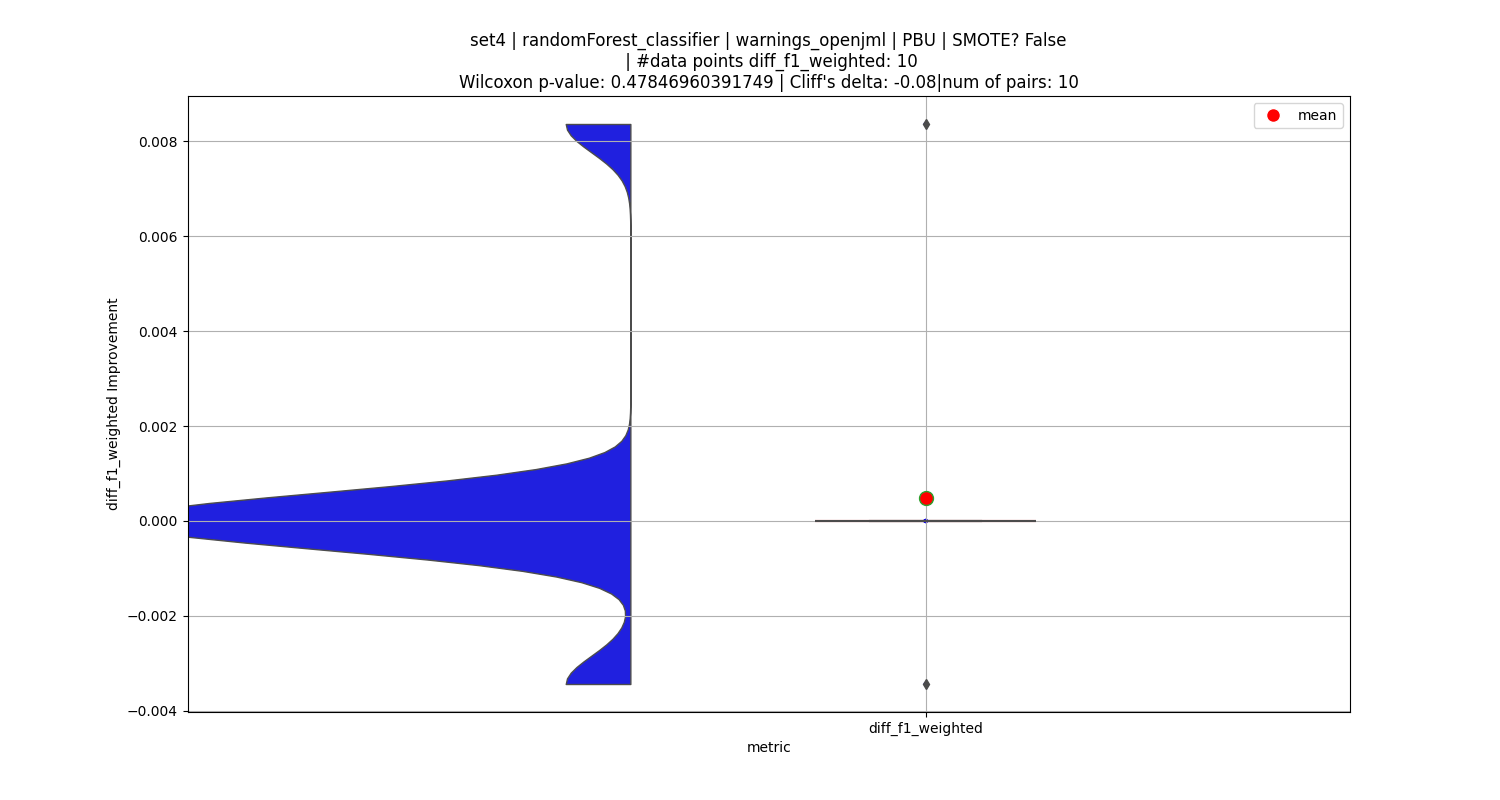 set4 | randomForest_classifier | warnings_openjml | PBU | SMOTE? False
| #data points diff_f1_weighted: 10
Wilcoxon p-value: 0.47846960391749 | Cliff's delta: -0.08|num of pairs: 10
mean
0.008
0.006
0.004
0.002
0.000
−0.002
−0.004
diff_f1_weighted Improvement
diff_f1_weighted
metric